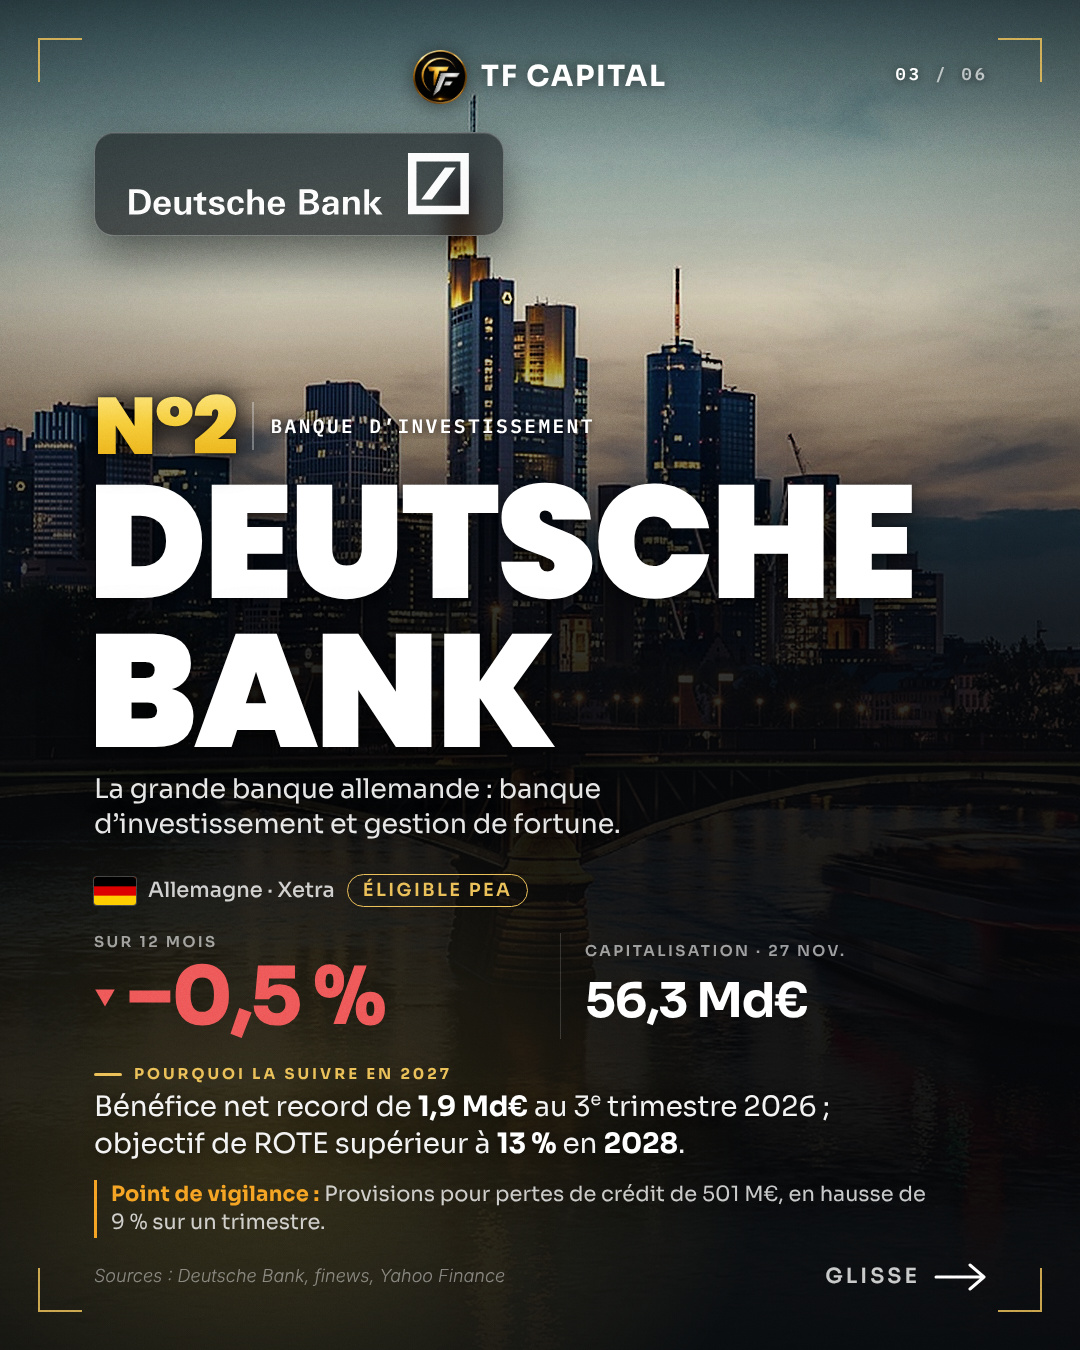 TF CAPITAL
03 / 06
Deutsche Bank
Nº2
BANQUE D’INVESTISSEMENT
DEUTSCHE
BANK
La grande banque allemande : banque
d’investissement et gestion de fortune.
Allemagne · Xetra
ÉLIGIBLE PEA
SUR 12 MOIS
▼ −0,5 %
CAPITALISATION · 27 NOV.
56,3 Md€
POURQUOI LA SUIVRE EN 2027
Bénéfice net record de 1,9 Md€ au 3ᵉ trimestre 2026 ;
objectif de ROTE supérieur à 13 % en 2028.
Point de vigilance : Provisions pour pertes de crédit de 501 M€, en hausse de
9 % sur un trimestre.
Sources : Deutsche Bank, finews, Yahoo Finance
GLISSE